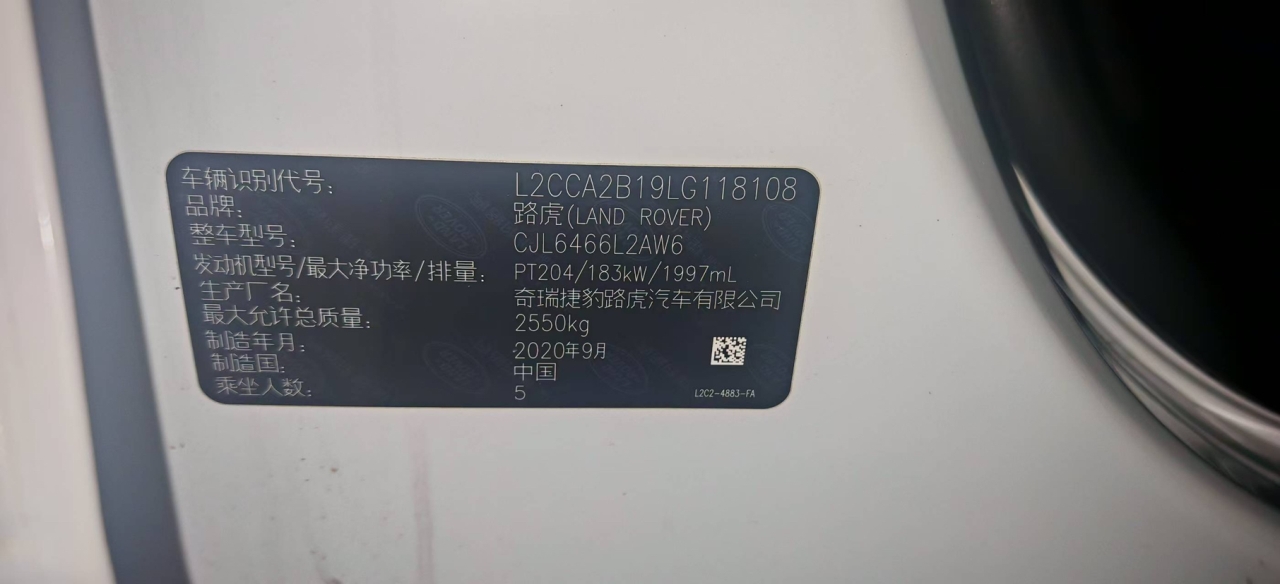 车辆识别代号: L2CCA2B19LG118108
品牌: 路虎(LAND ROVER)
整车型号: CJL6466L2AW6
发动机型号/最大净功率/排量: PT204/183kW/1997mL
生产厂名: 奇瑞捷豹路虎汽车有限公司
最大允许总质量: 2550kg
制造年月: 2020年9月
制造国: 中国
乘坐人数: 5
L2C2-4883-FA